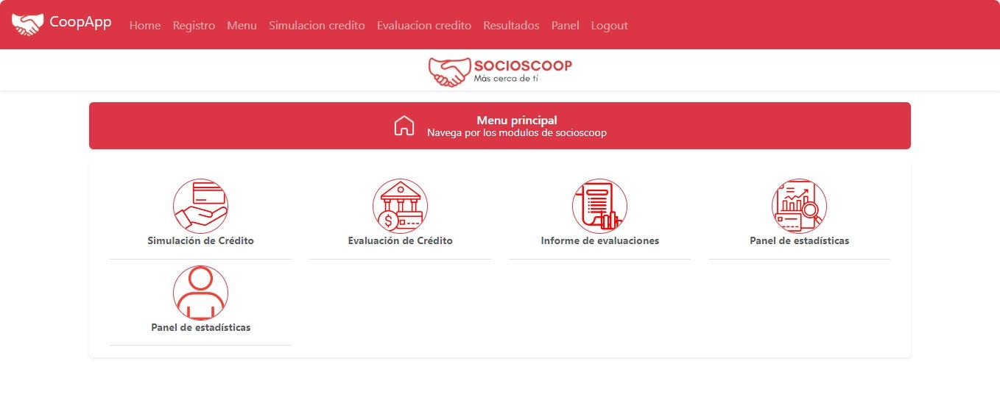 CoopApp Home Registro Menu Simulacion credito Evaluacion credito Resultados Panel Logout
SOCIOSCOOP
Más cerca de tí
Menu principal
Navega por los modulos de socioscoop
Simulación de Crédito
Evaluación de Crédito
Informe de evaluaciones
Panel de estadísticas
Panel de estadísticas